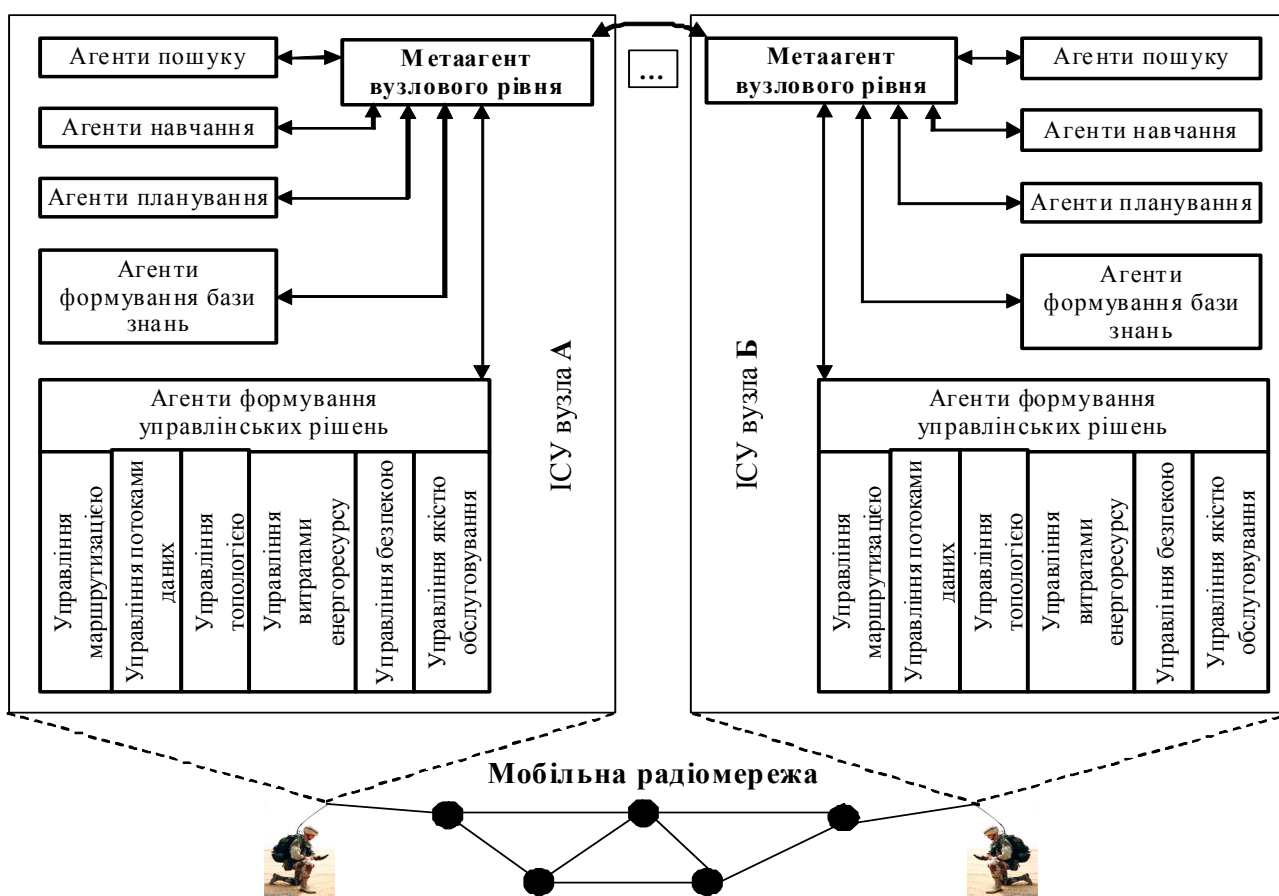 Агенти пошуку
Агенти навчання
Агенти планування
Агенти
формування бази
знань
Метаагент
вузлового рівня
Агенти формування
управлінських рішень
Управління
маршрутизацією
Управління потоками
даних
Управління
топологією
Управління
витратами
енергоресурсу
Управління безпекою
Управління якістю
обслуговування
ІСУ вузла А
...
Метаагент
вузлового рівня
Агенти пошуку
Агенти навчання
Агенти планування
Агенти
формування бази
знань
ІСУ вузла Б
Агенти формування
управлінських рішень
Управління
маршрутизацією
Управління потоками
даних
Управління
топологією
Управління
витратами
енергоресурсу
Управління безпекою
Управління якістю
обслуговування
Мобільна радіомережа